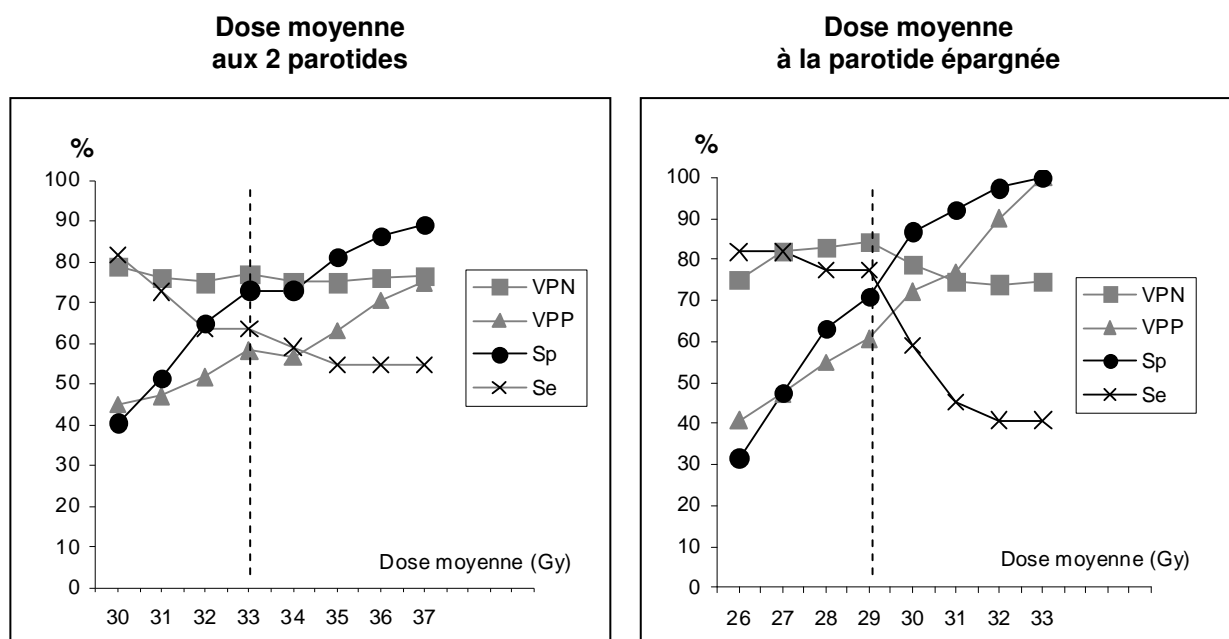 Dose moyenne
aux 2 parotides
%
100
90
80
70
60
50
40
30
20
10
0
30 31 32 33 34 35 36 37
Dose moyenne (Gy)
VPN
VPP
Sp
Se
Dose moyenne
à la parotide épargnée
%
100
90
80
70
60
50
40
30
20
10
0
26 27 28 29 30 31 32 33
Dose moyenne (Gy)
VPN
VPP
Sp
Se